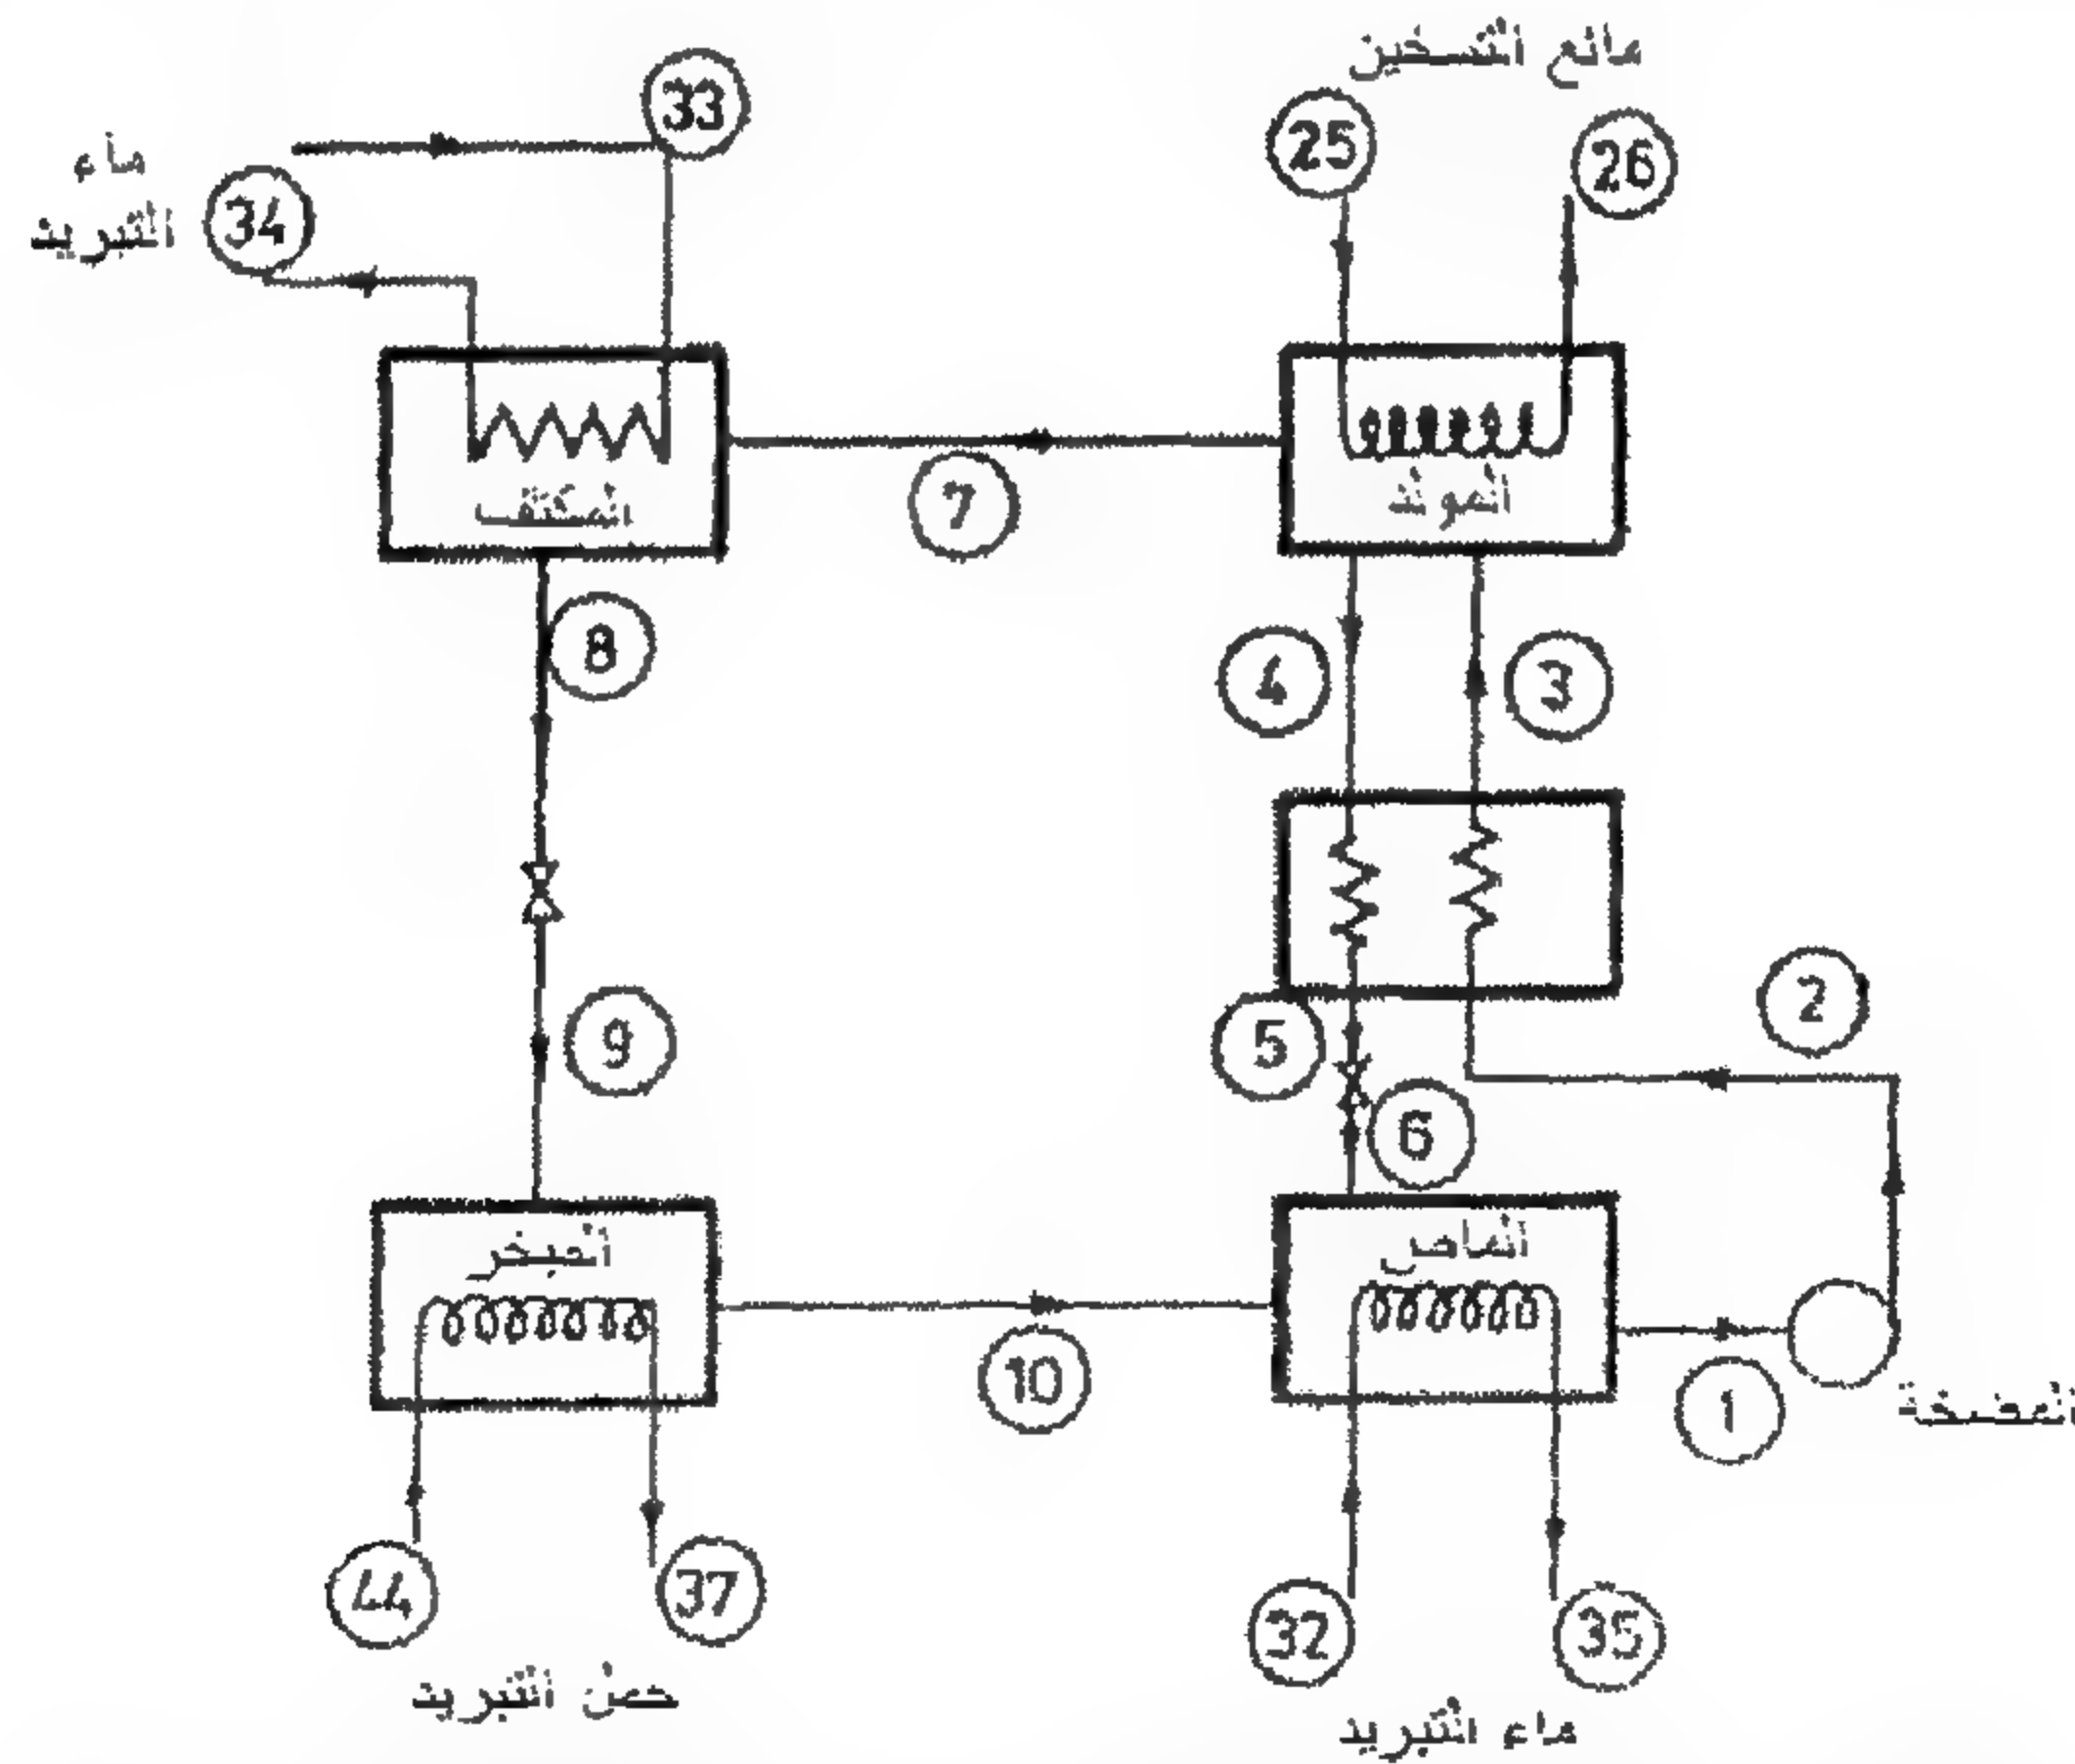 مائع التسخين
25
26
33
ماء
التبريد
34
المكثف
7
المولد
8
4
3
5
2
9
6
المبخر
الماص
10
1
المضخة
44
37
32
35
حمل التبريد
ماء التبريد